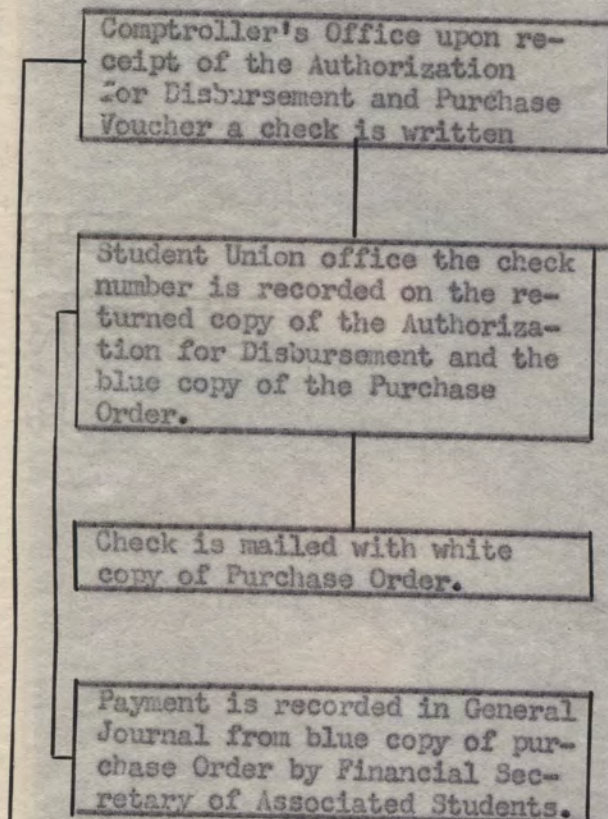 Comptroller's Office upon re-
ceipt of the Authorization
for Disbursement and Purchase
Voucher a check is written
Student Union office the check
number is recorded on the re-
turned copy of the Authoriza-
tion for Disbursement and the
blue copy of the Purchase
Order.
Check is mailed with white
copy of Purchase Order.
Payment is recorded in General
Journal from blue copy of pur-
chase Order by Financial Sec-
retary of Associated Students.